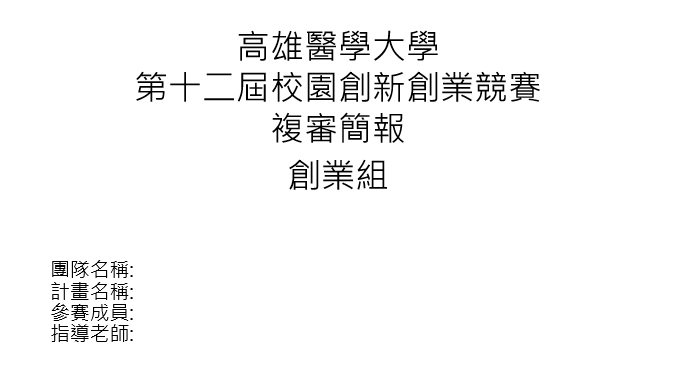 高雄醫學大學
第十二屆校園創新創業競賽
複審簡報
創業組
團隊名稱:
計畫名稱:
參賽成員:
指導老師: